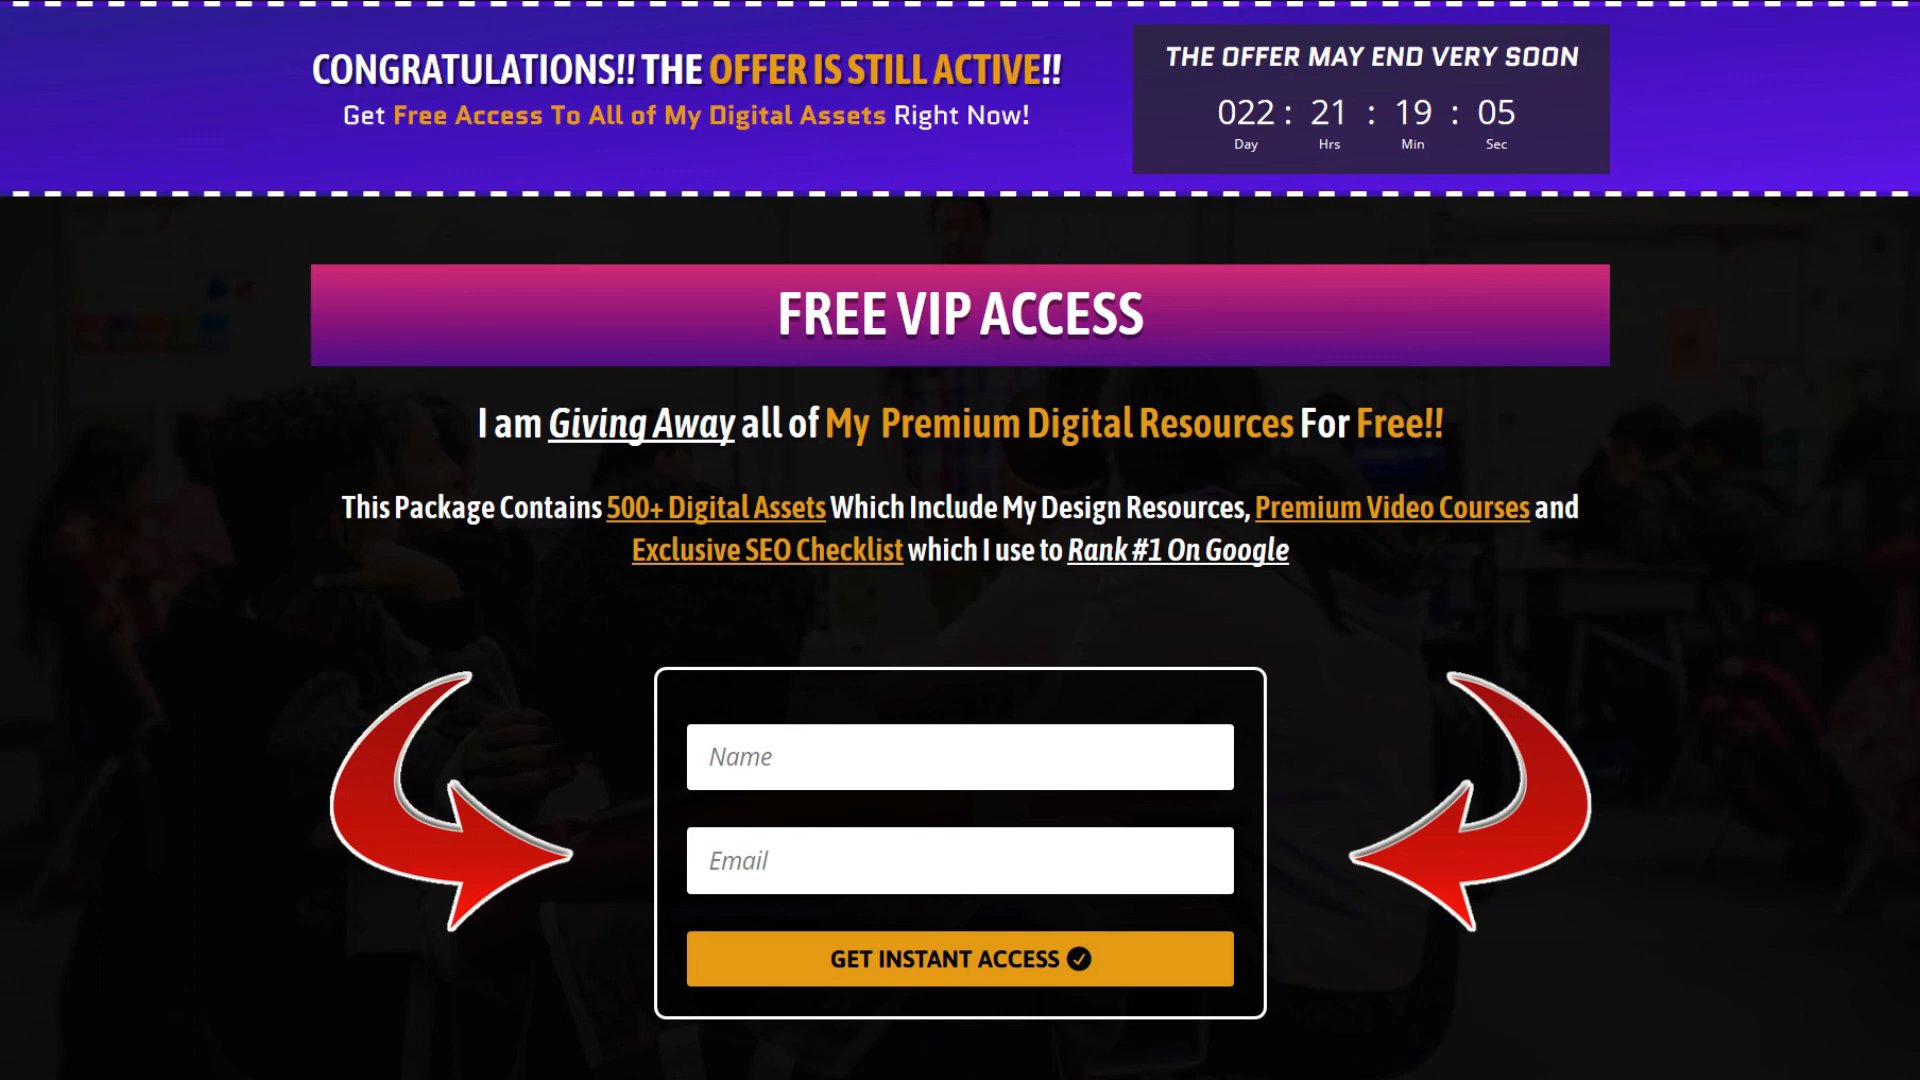 CONGRATULATIONS!! THE OFFER IS STILL ACTIVE!!
Get Free Access To All of My Digital Assets Right Now!
THE OFFER MAY END VERY SOON
022 : 21 : 19 : 05
Day Hrs Min Sec
FREE VIP ACCESS
I am Giving Away all of My Premium Digital Resources For Free!!
This Package Contains 500+ Digital Assets Which Include My Design Resources, Premium Video Courses and
Exclusive SEO Checklist which I use to Rank #1 On Google
Name
Email
GET INSTANT ACCESS